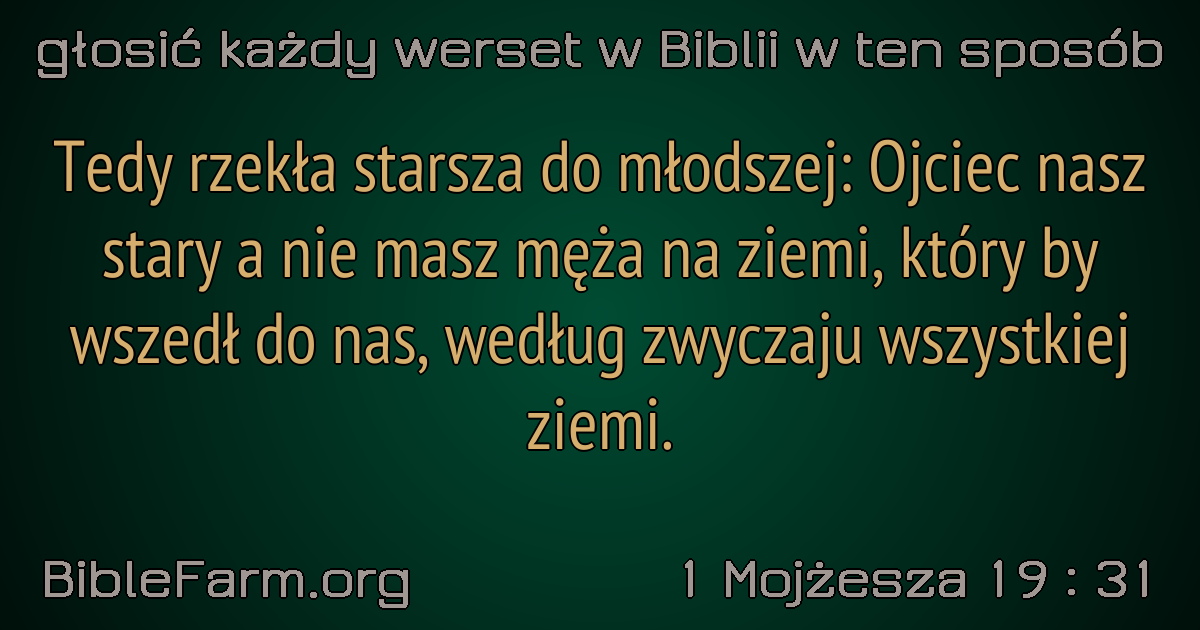 głosić każdy werset w Biblii w ten sposób
Tedy rzekła starsza do młodszej: Ojciec nasz
stary a nie masz męża na ziemi, który by
wszedł do nas, według zwyczaju wszystkiej
ziemi.
BibleFarm.org
1 Mojżesza 19 : 31